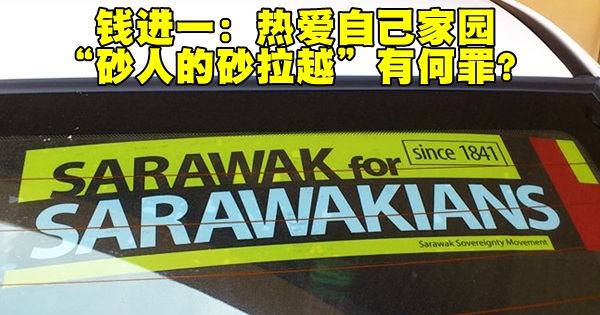 钱进一：热爱自己家园
“砂人的砂拉越”有何罪？
SARAWAK for since 1841
SARAWAKIANS
Sarawak Sovereignty Movement